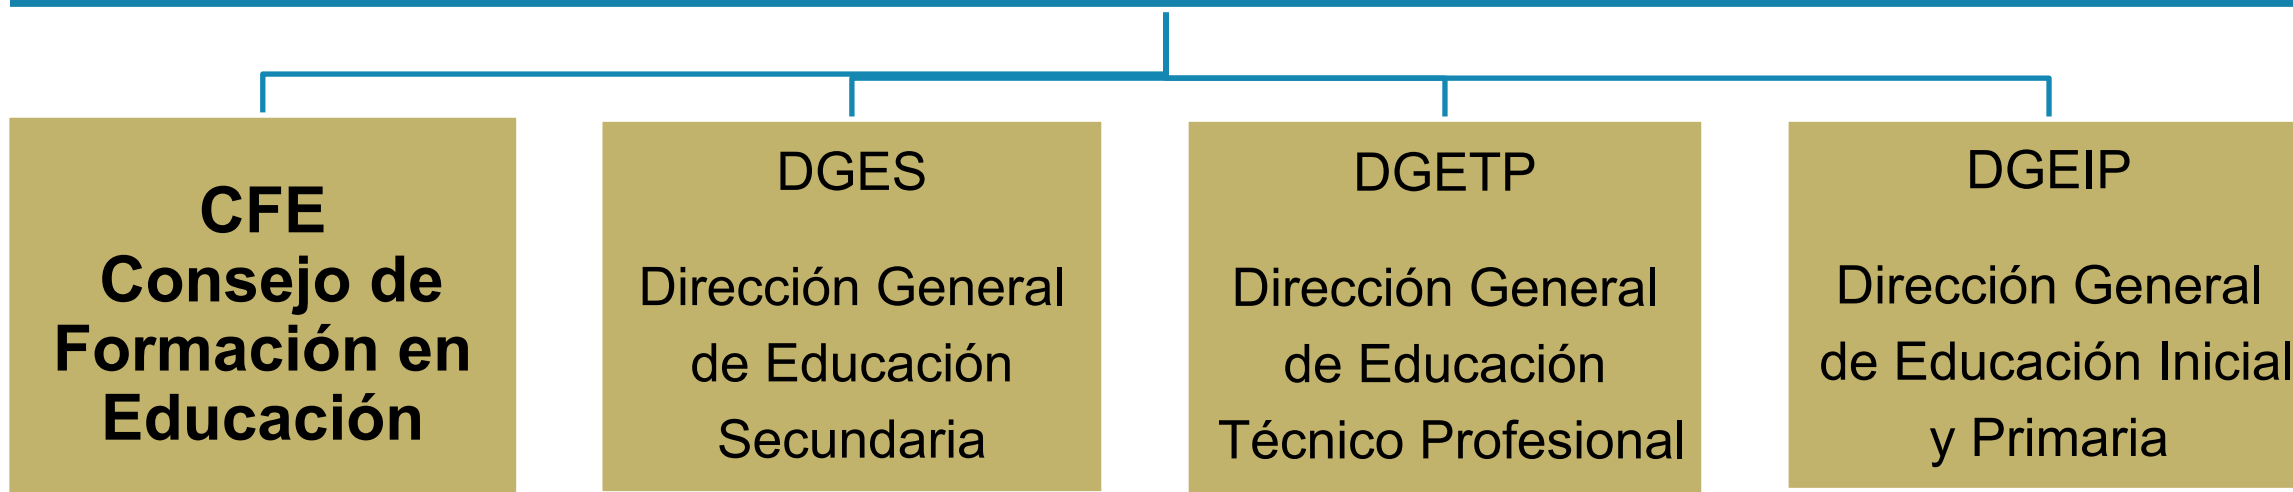 CFE
Consejo de
Formación en
Educación
DGES
Dirección General
de Educación
Secundaria
DGETP
Dirección General
de Educación
Técnico Profesional
DGEIP
Dirección General
de Educación Inicial
y Primaria